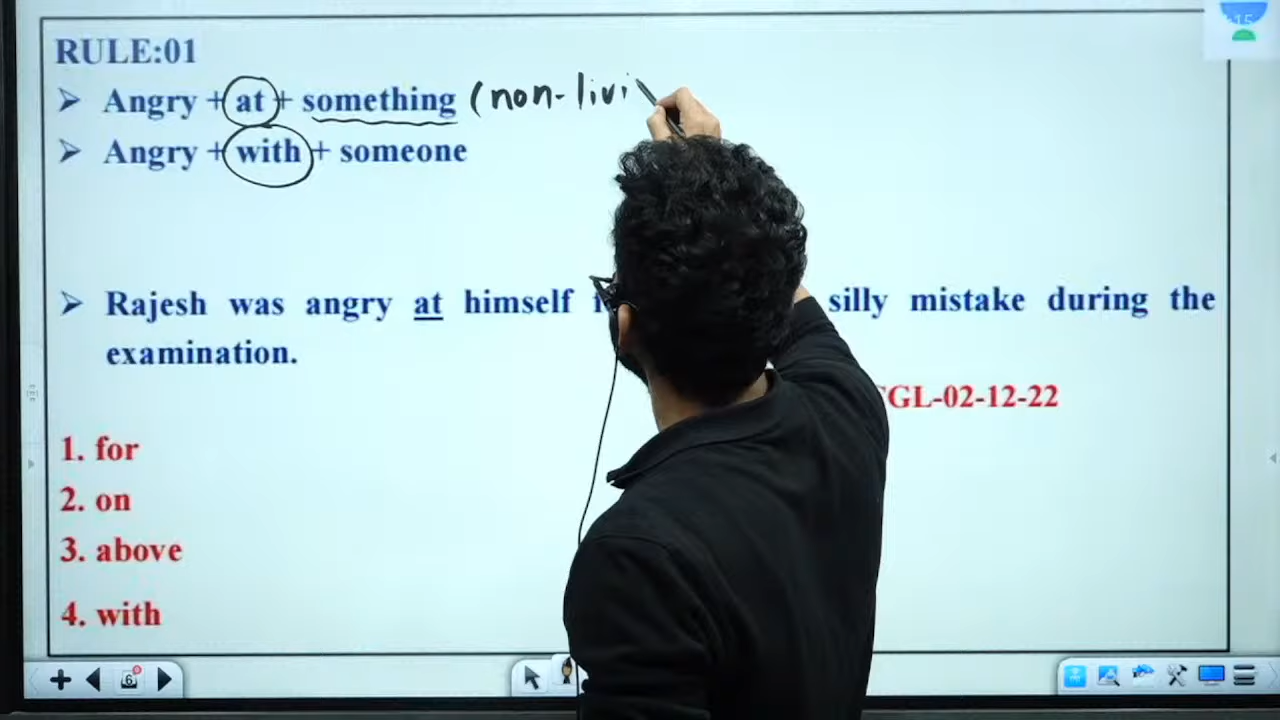 RULE:01
➤ Angry + at + something (non-livi
➤ Angry + with + someone
➤ Rajesh was angry at himself silly mistake during the
examination.
GL-02-12-22
1. for
2. on
3. above
4. with